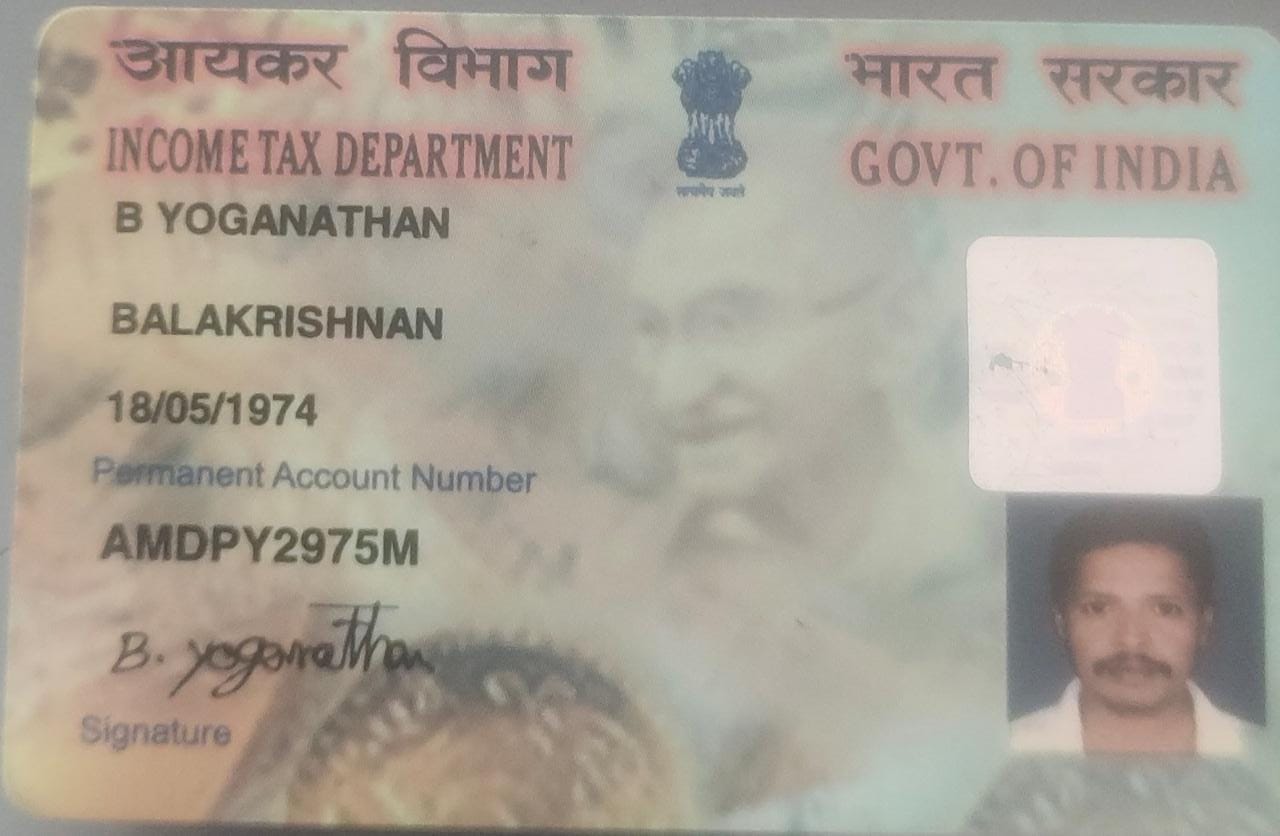 आयकर विभाग भारत सरकार
INCOME TAX DEPARTMENT GOVT. OF INDIA
सत्यमेव जयते
B YOGANATHAN
BALAKRISHNAN
18/05/1974
Permanent Account Number
AMDPY2975M
B. yoganathan
Signature